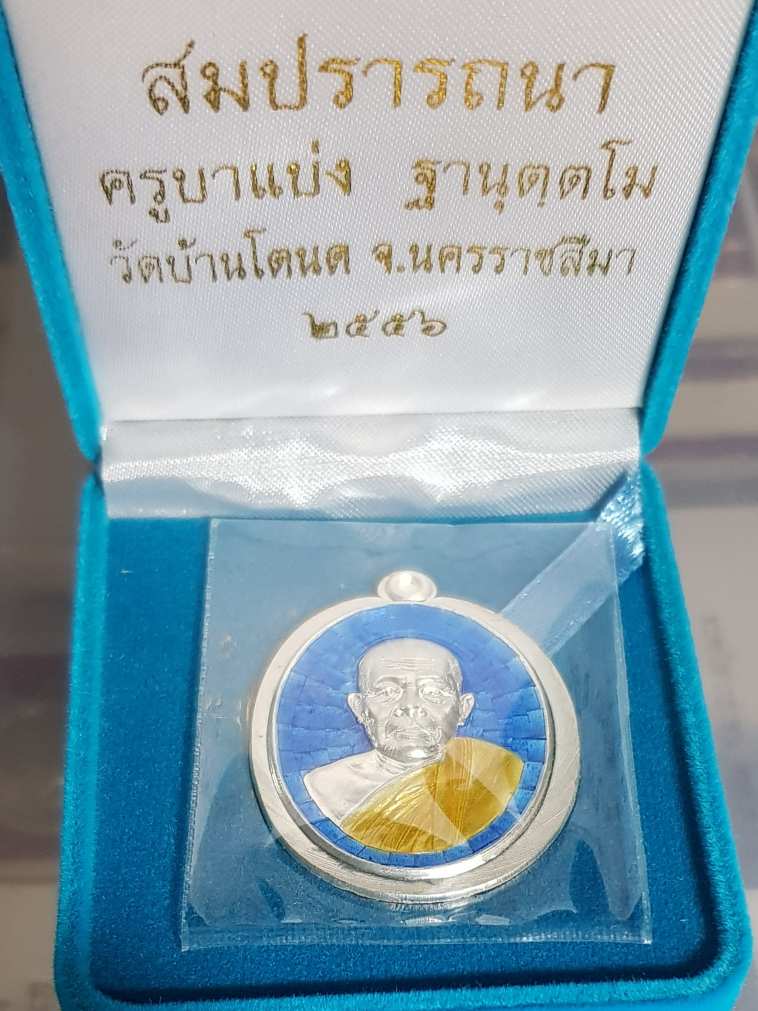 สมปรารถนา
ครูบาแบ่ง ฐานุตฺตโม
วัดบ้านโตนด จ.นครราชสีมา
๒๕๕๖